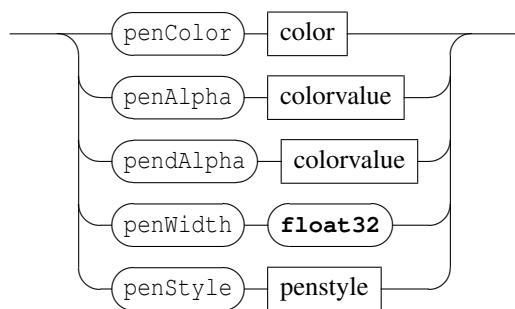 penColor color
penAlpha colorvalue
pendAlpha colorvalue
penWidth float32
penStyle penstyle